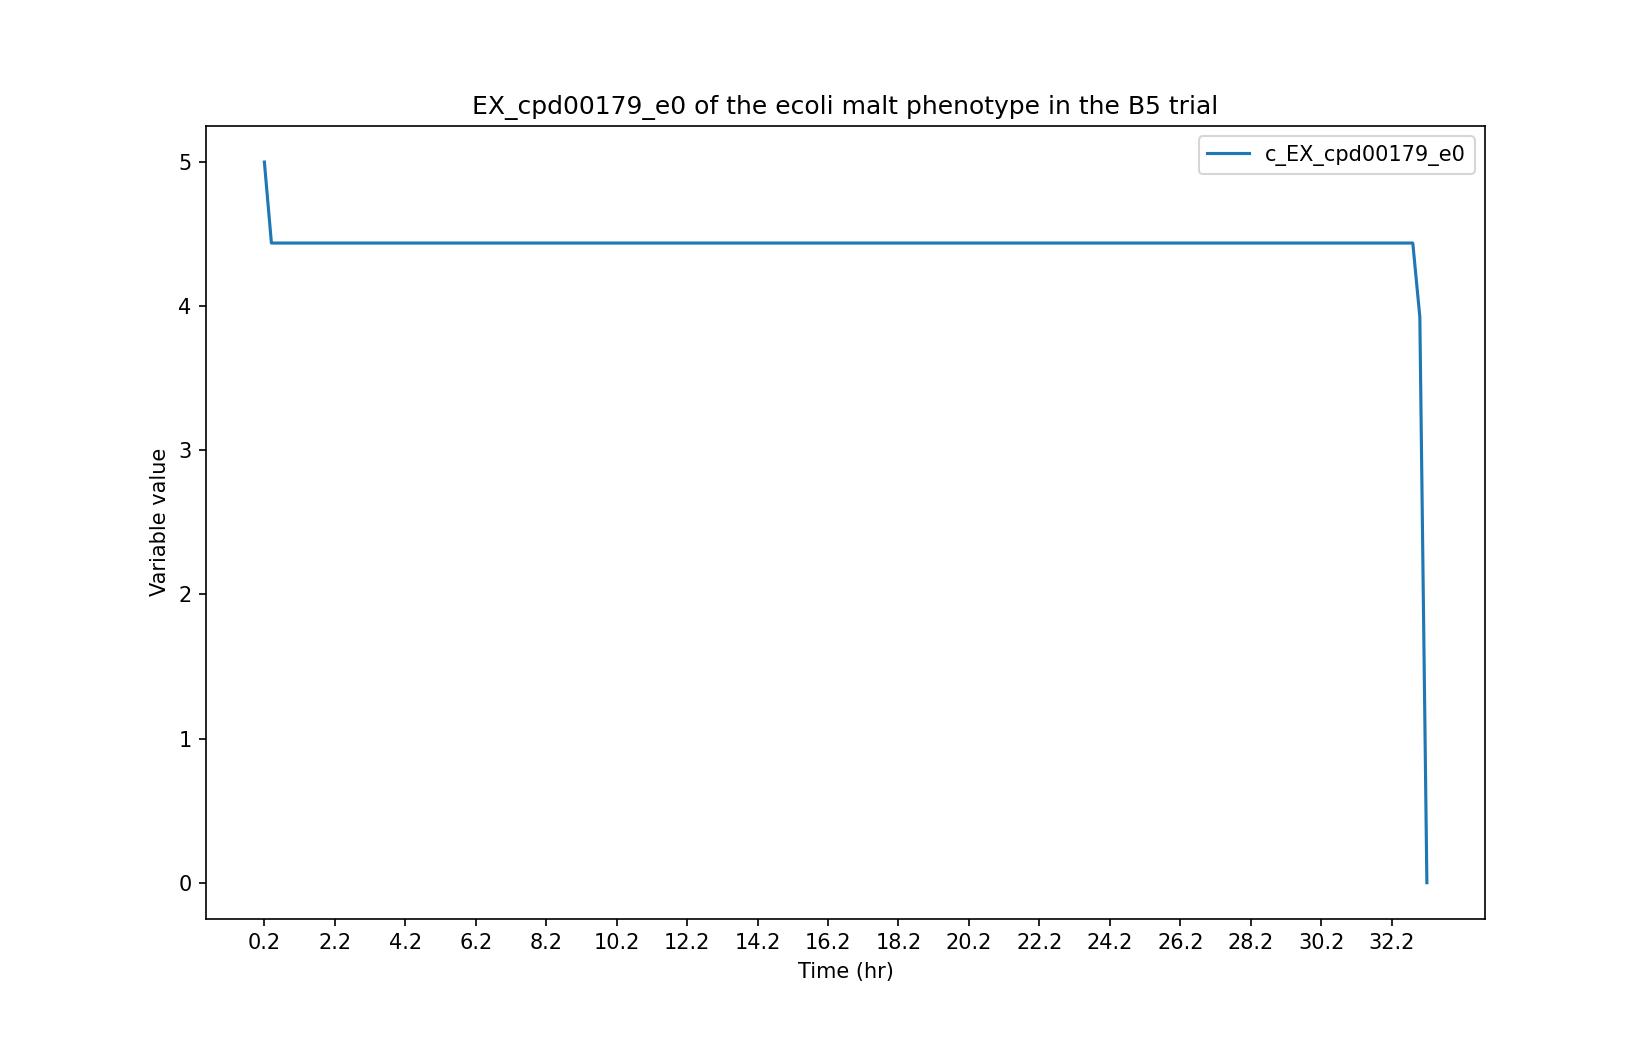 EX_cpd00179_e0 of the ecoli malt phenotype in the B5 trial
c_EX_cpd00179_e0
5
4
3
2
1
0
Variable value
0.2 2.2 4.2 6.2 8.2 10.2 12.2 14.2 16.2 18.2 20.2 22.2 24.2 26.2 28.2 30.2 32.2
Time (hr)